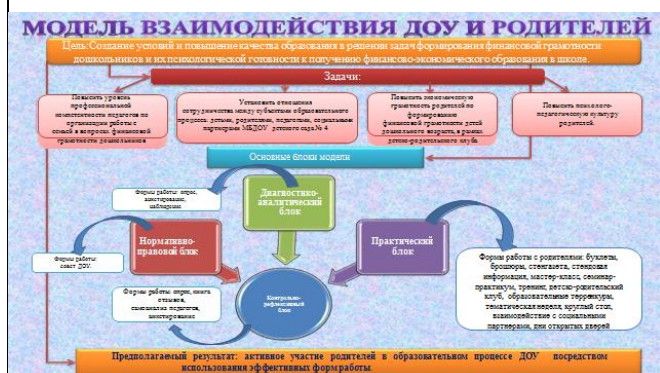 МОДЕЛЬ ВЗАИМОДЕЙСТВИЯ ДОУ И РОДИТЕЛЕЙ
Цель: Создание условий и повышение качества образования в решении задач формирования финансовой грамотности
дошкольников и их психологической готовности к получению финансово-экономического образования в школе.
Задачи:
Повысить уровень
профессиональной
компетентности педагогов по
организации работы с
семьей в вопросах финансовой
грамотности дошкольников
Установить отношения
сотрудничества между субъектами образовательного
процесса: детьми, родителями, педагогами, социальными
партнерами МБДОУ детского сада № 4
Повысить экономическую
грамотность родителей по
формированию
финансовой грамотности детей
дошкольного возраста, в рамках
детско-родительского клуба
Повысить психолого-
педагогическую культуру
родителей.
Основные блоки модели
Формы работы: опрос,
анкетирование,
наблюдение
Диагностико-
аналитический
блок
Нормативно-
правовой блок
Практический
блок
Формы работы:
совет ДОУ.
Контрольно-
рефлексивный
блок
Формы работы: опрос, книга
отзывов,
самоанализ педагогов,
анкетирование
Формы работы с родителями: буклеты,
брошюры, стенгазета, стендовая
информация, мастер-класс, семинар-
практикум, тренинг, детско-родительский
клуб, образовательные терренкуры,
тематическая неделя, круглый стол,
взаимодействие с социальными
партнерами, дни открытых дверей
Предполагаемый результат: активное участие родителей в образовательном процессе ДОУ посредством
использования эффективных форм работы.